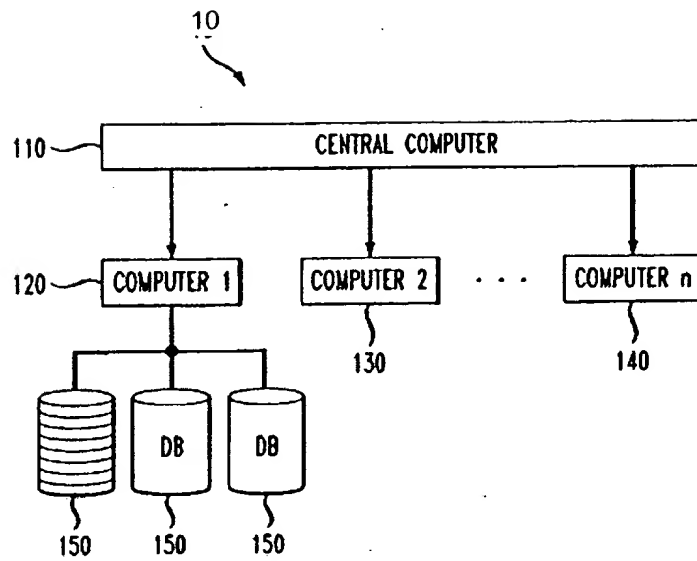 10
110 CENTRAL COMPUTER
120 COMPUTER 1 COMPUTER 2 . . . COMPUTER n
130 140
DB DB
150 150 150